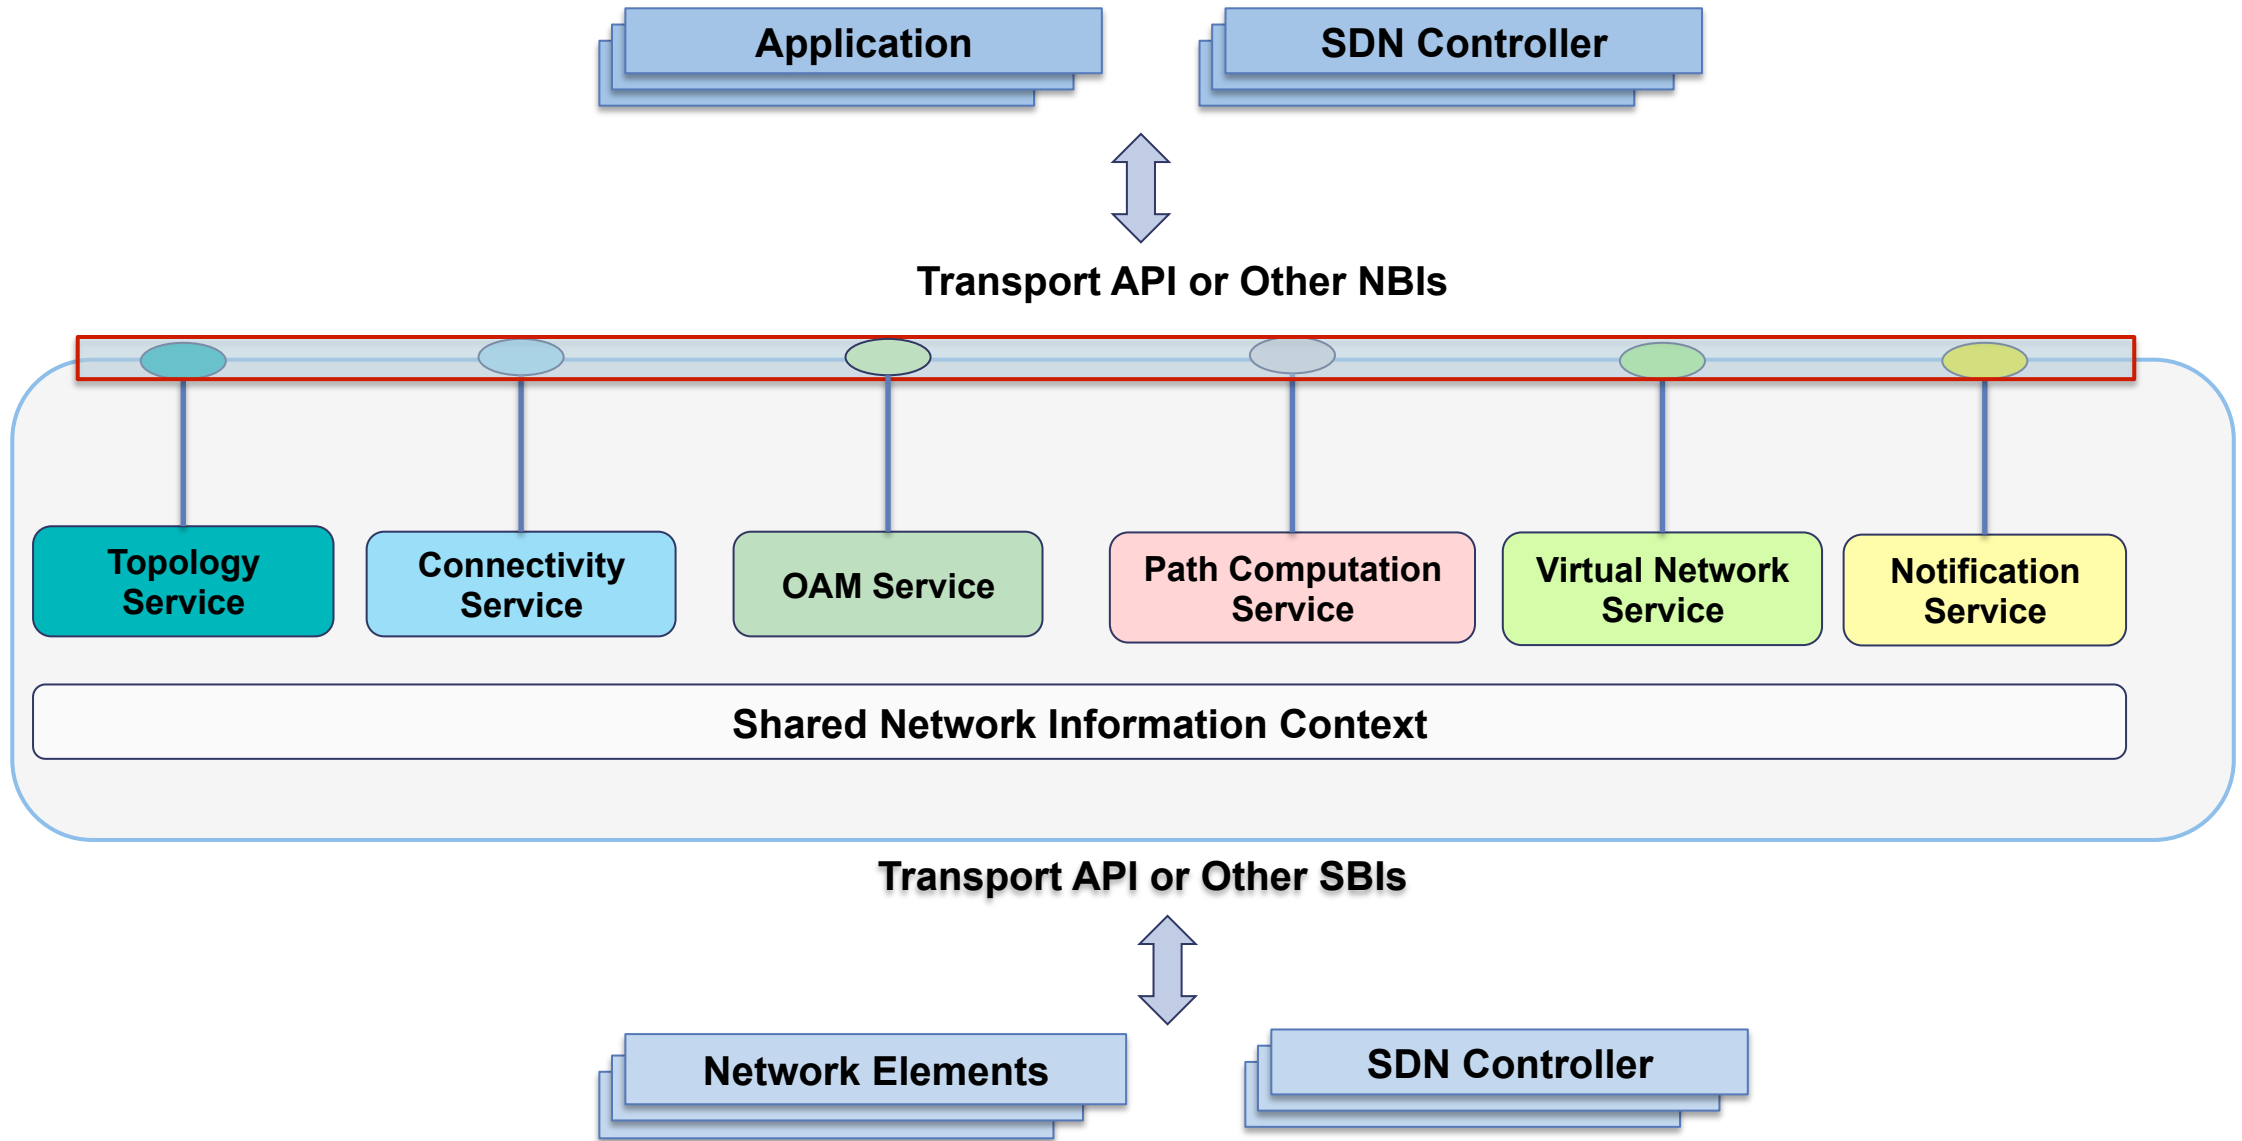 Application
SDN Controller
Transport API or Other NBIs
Topology
Service
Connectivity
Service
OAM Service
Path Computation
Service
Virtual Network
Service
Notification
Service
Shared Network Information Context
Transport API or Other SBIs
Network Elements
SDN Controller